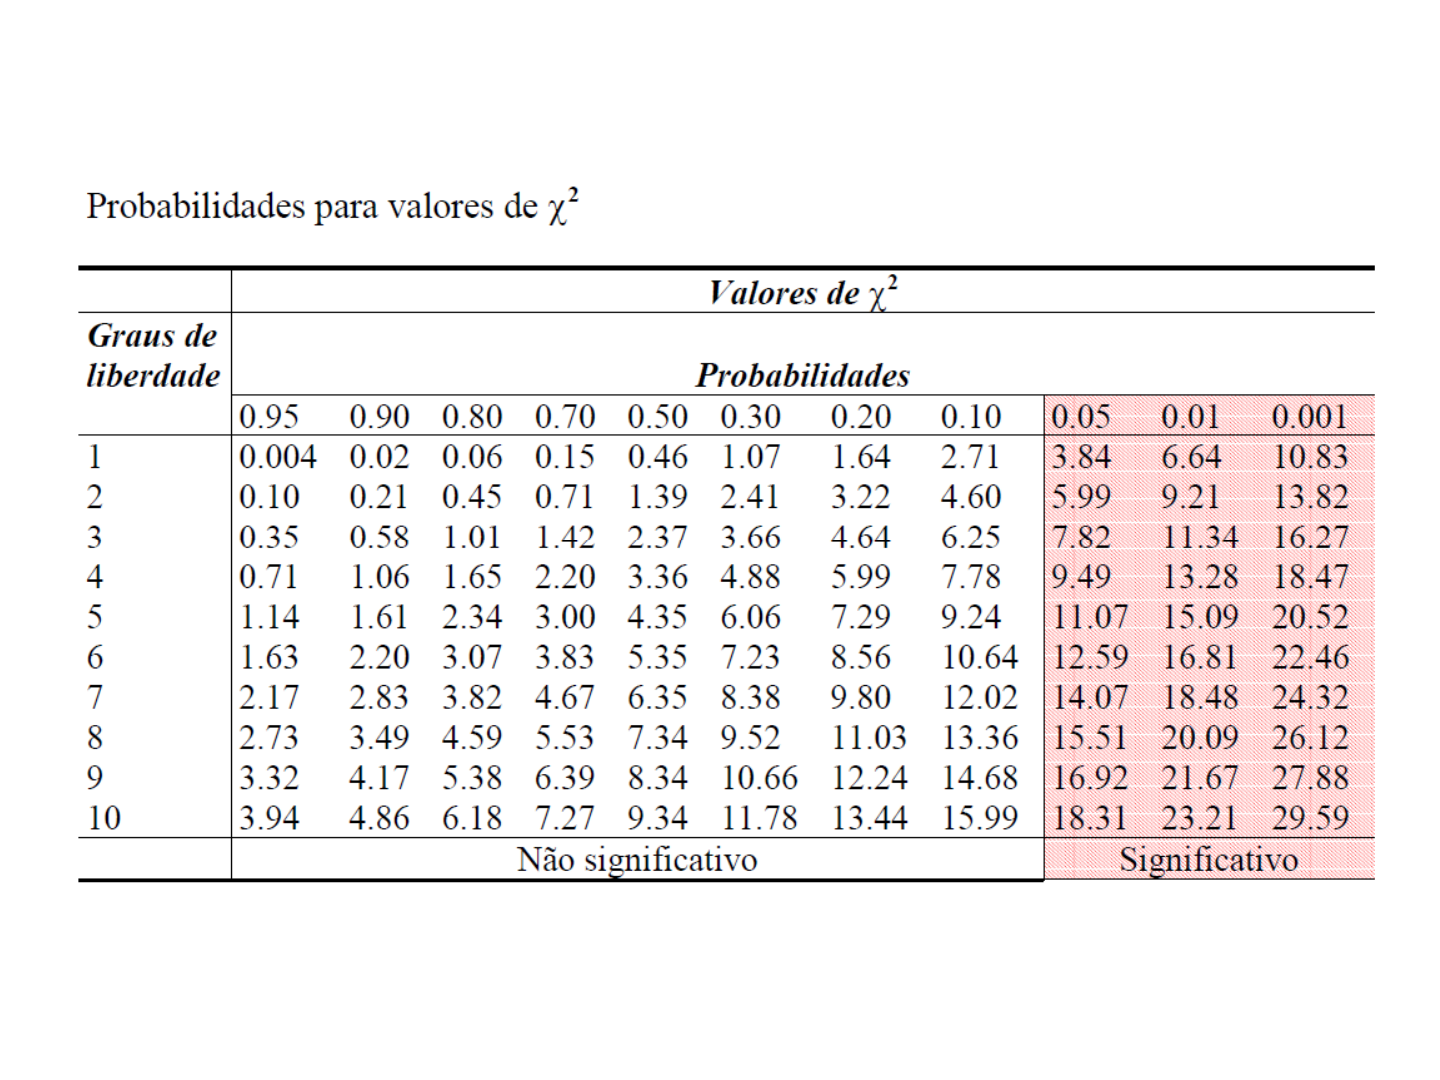 Probabilidades para valores de χ²
Valores de χ²
Graus de
liberdade Probabilidades
0.95 0.90 0.80 0.70 0.50 0.30 0.20 0.10 0.05 0.01 0.001
1 0.004 0.02 0.06 0.15 0.46 1.07 1.64 2.71 3.84 6.64 10.83
2 0.10 0.21 0.45 0.71 1.39 2.41 3.22 4.60 5.99 9.21 13.82
3 0.35 0.58 1.01 1.42 2.37 3.66 4.64 6.25 7.82 11.34 16.27
4 0.71 1.06 1.65 2.20 3.36 4.88 5.99 7.78 9.49 13.28 18.47
5 1.14 1.61 2.34 3.00 4.35 6.06 7.29 9.24 11.07 15.09 20.52
6 1.63 2.20 3.07 3.83 5.35 7.23 8.56 10.64 12.59 16.81 22.46
7 2.17 2.83 3.82 4.67 6.35 8.38 9.80 12.02 14.07 18.48 24.32
8 2.73 3.49 4.59 5.53 7.34 9.52 11.03 13.36 15.51 20.09 26.12
9 3.32 4.17 5.38 6.39 8.34 10.66 12.24 14.68 16.92 21.67 27.88
10 3.94 4.86 6.18 7.27 9.34 11.78 13.44 15.99 18.31 23.21 29.59
Não significativo Significativo